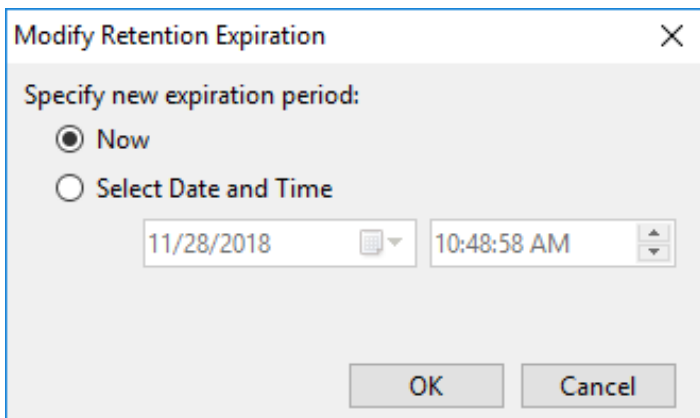 Modify Retention Expiration
Specify new expiration period:
Now
Select Date and Time
11/28/2018 10:48:58 AM
OK Cancel